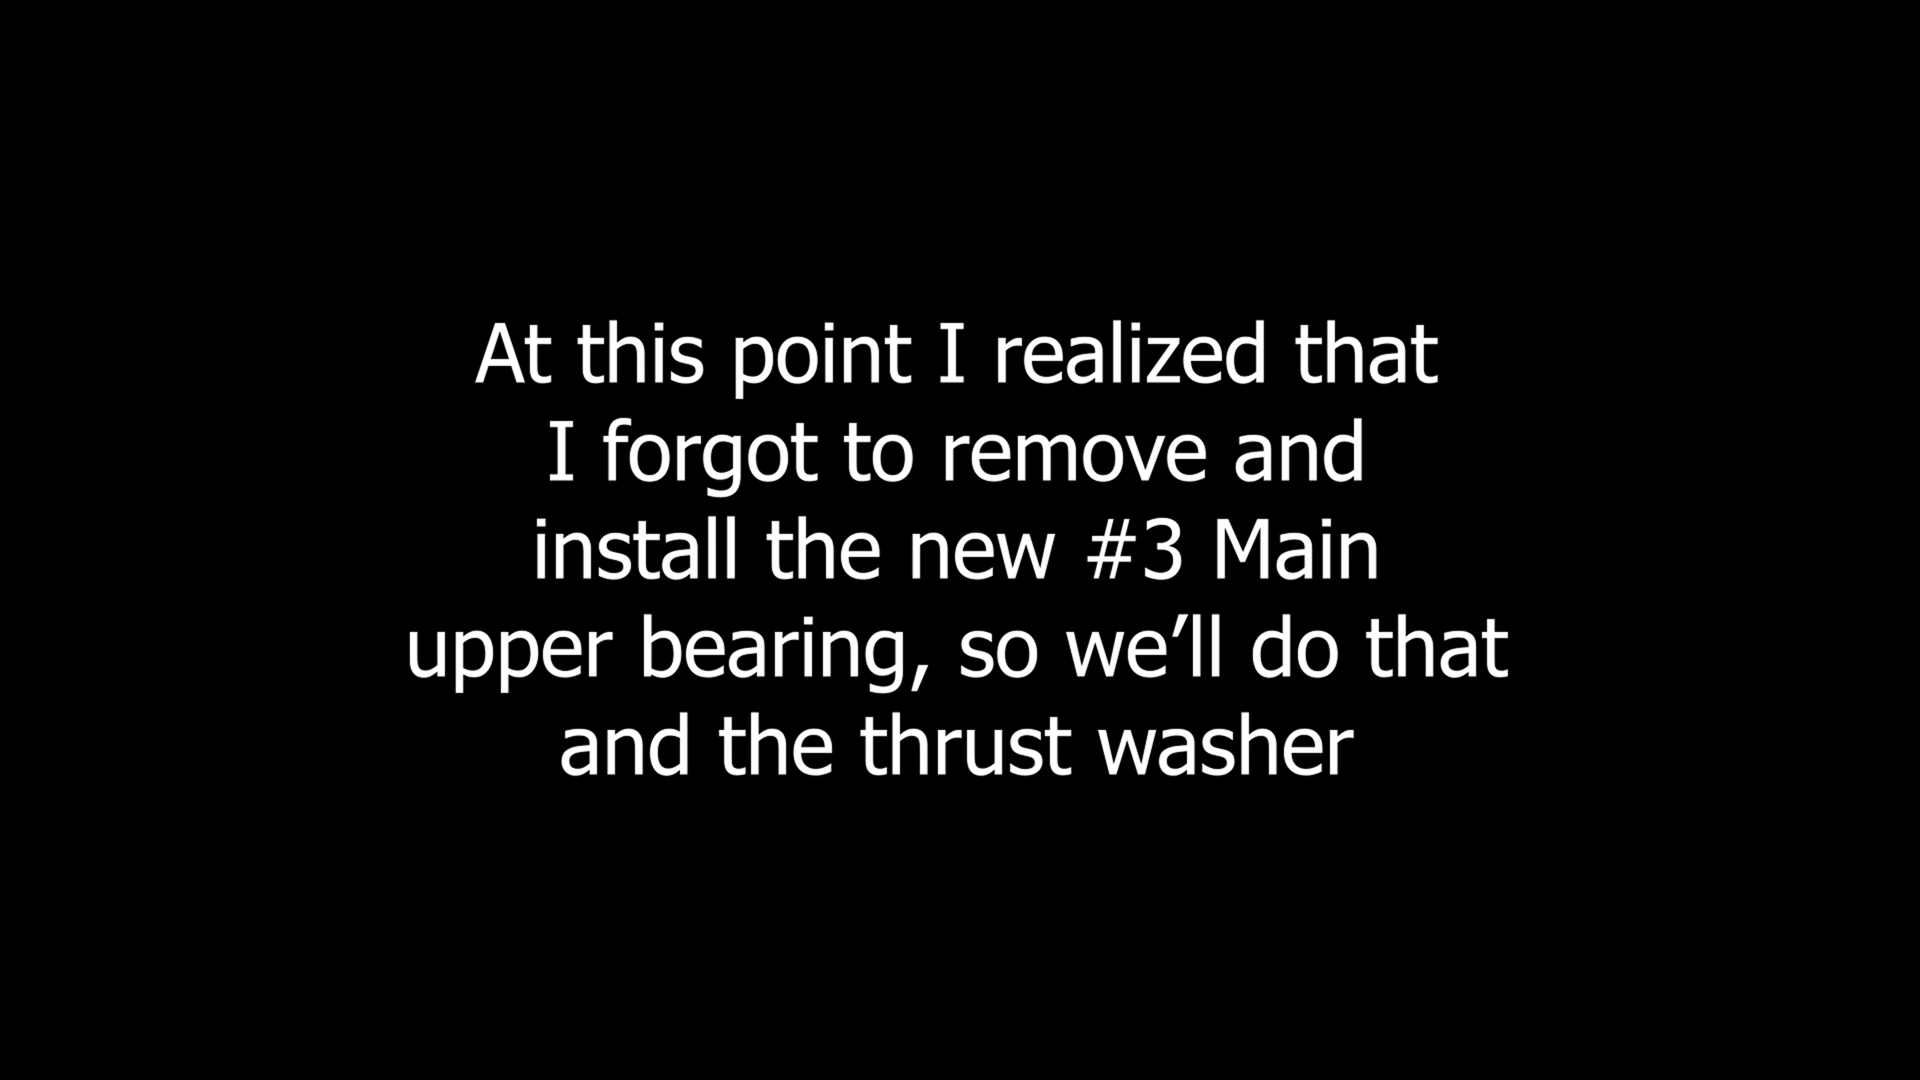 At this point I realized that
I forgot to remove and
install the new #3 Main
upper bearing, so we’ll do that
and the thrust washer